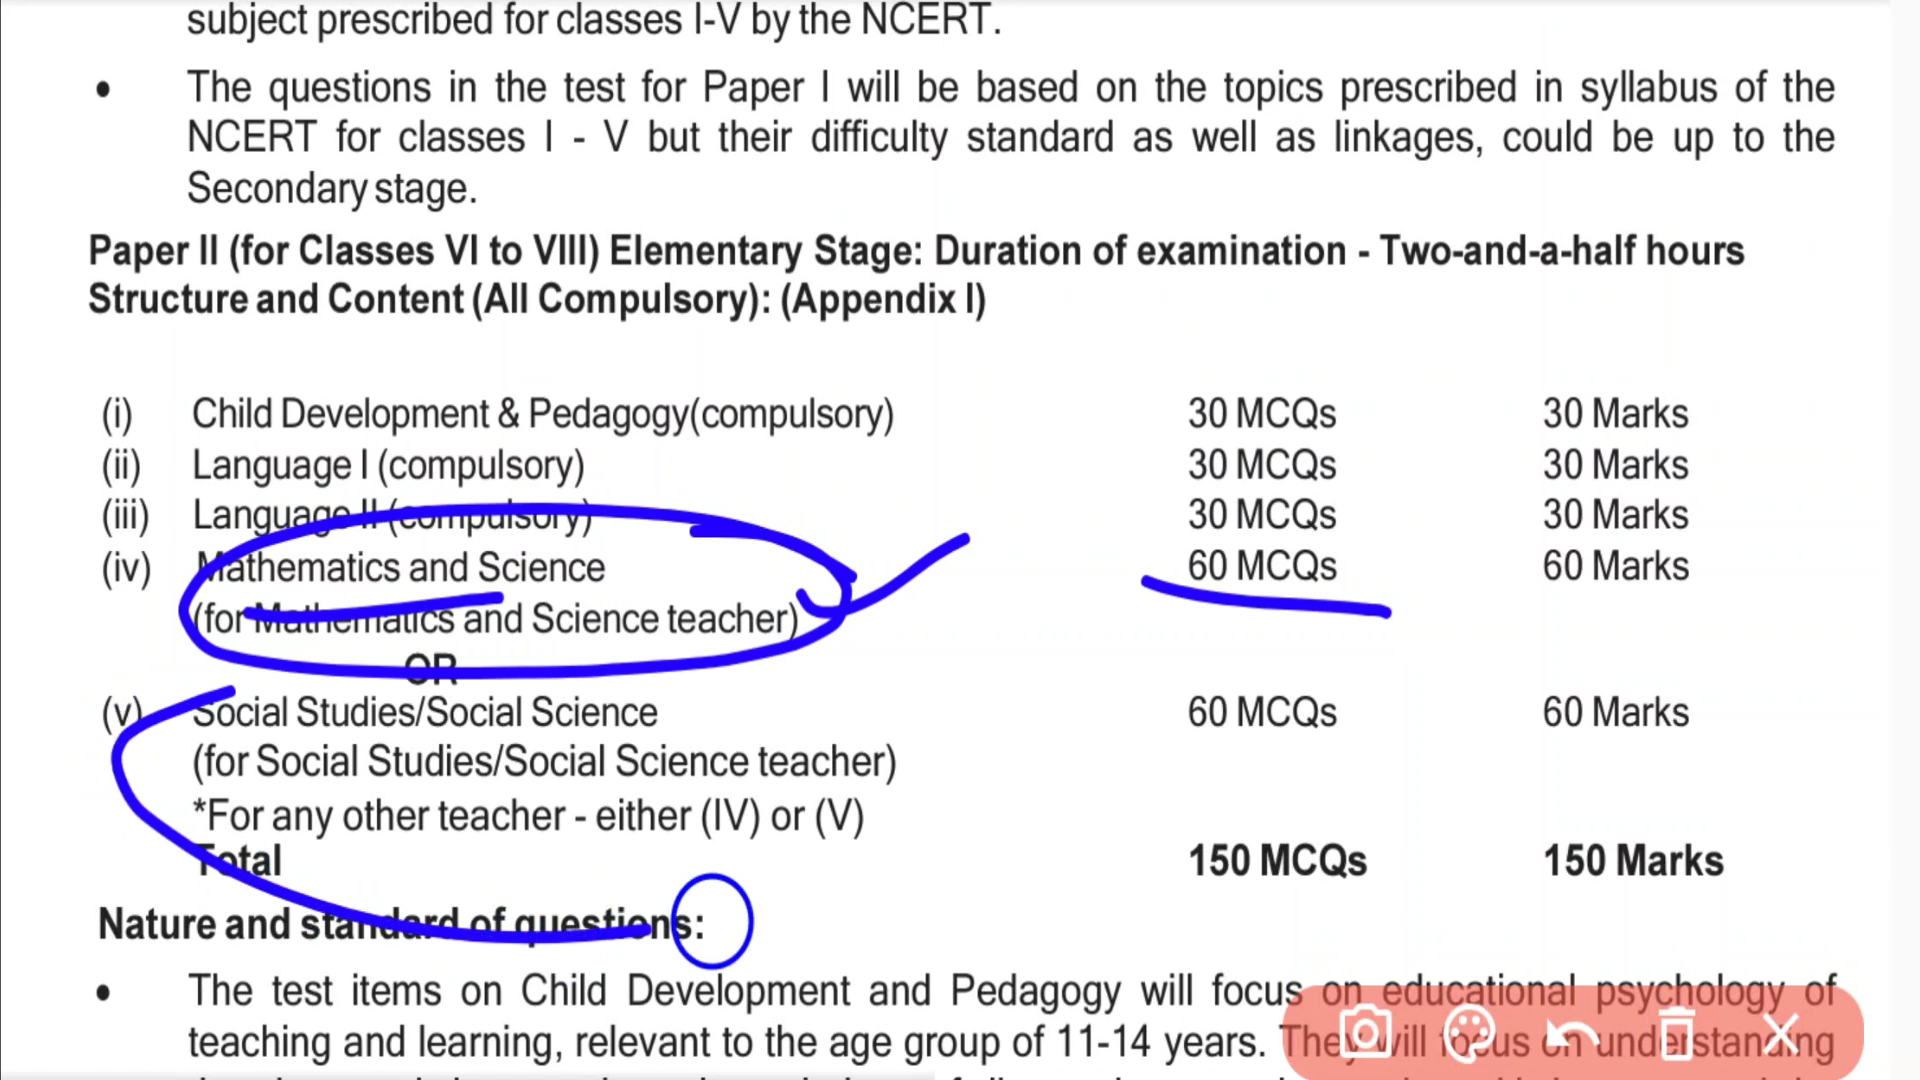 subject prescribed for classes I-V by the NCERT.
• The questions in the test for Paper I will be based on the topics prescribed in syllabus of the
NCERT for classes I - V but their difficulty standard as well as linkages, could be up to the
Secondary stage.
Paper II (for Classes VI to VIII) Elementary Stage: Duration of examination - Two-and-a-half hours
Structure and Content (All Compulsory): (Appendix I)
(i) Child Development & Pedagogy(compulsory) 30 MCQs 30 Marks
(ii) Language I (compulsory) 30 MCQs 30 Marks
(iii) Language II (compulsory) 30 MCQs 30 Marks
(iv) Mathematics and Science 60 MCQs 60 Marks
(for Mathematics and Science teacher)
OR
(v) Social Studies/Social Science 60 MCQs 60 Marks
(for Social Studies/Social Science teacher)
*For any other teacher - either (IV) or (V)
Total 150 MCQs 150 Marks
Nature and standard of questions:
• The test items on Child Development and Pedagogy will focus on educational psychology of
teaching and learning, relevant to the age group of 11-14 years. They will focus on understanding